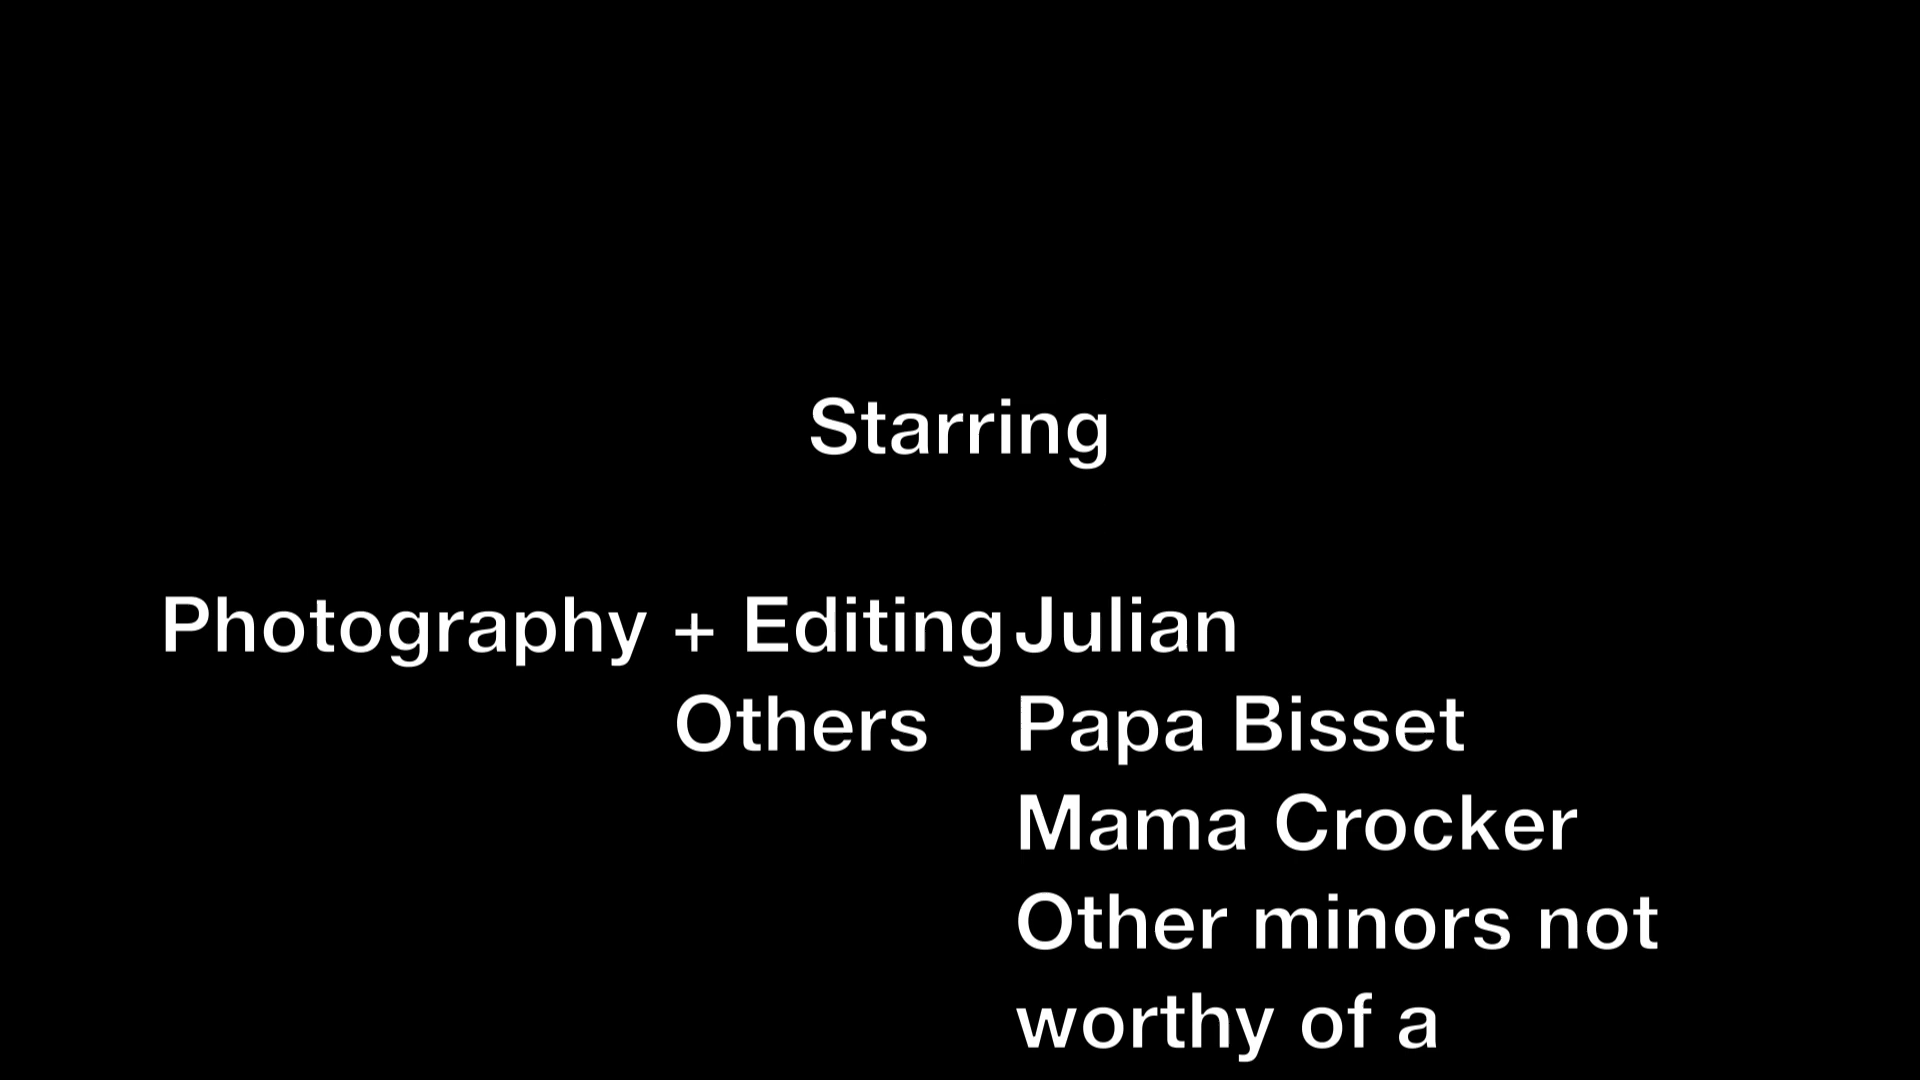 Starring
Photography + Editing Julian
Others Papa Bisset
Mama Crocker
Other minors not
worthy of a